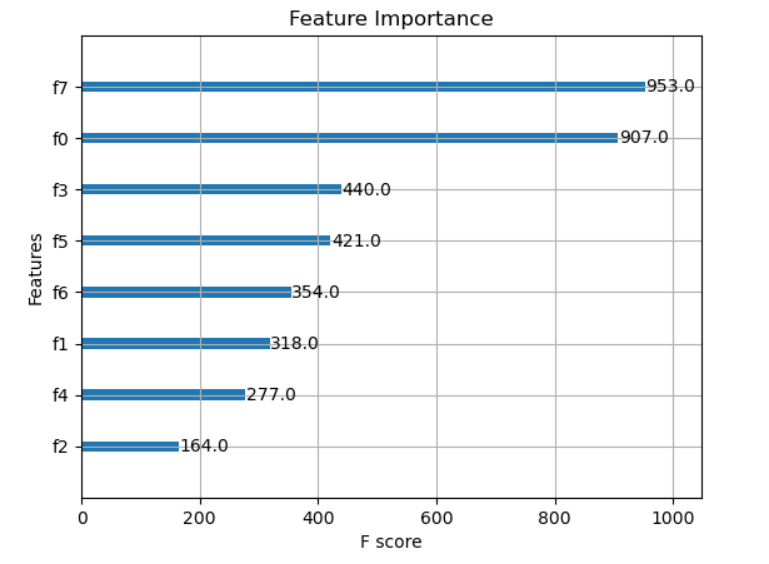 Feature Importance
f7 953.0
f0 907.0
f3 440.0
f5 421.0
f6 354.0
f1 318.0
f4 277.0
f2 164.0
Features
0 200 400 600 800 1000
F score